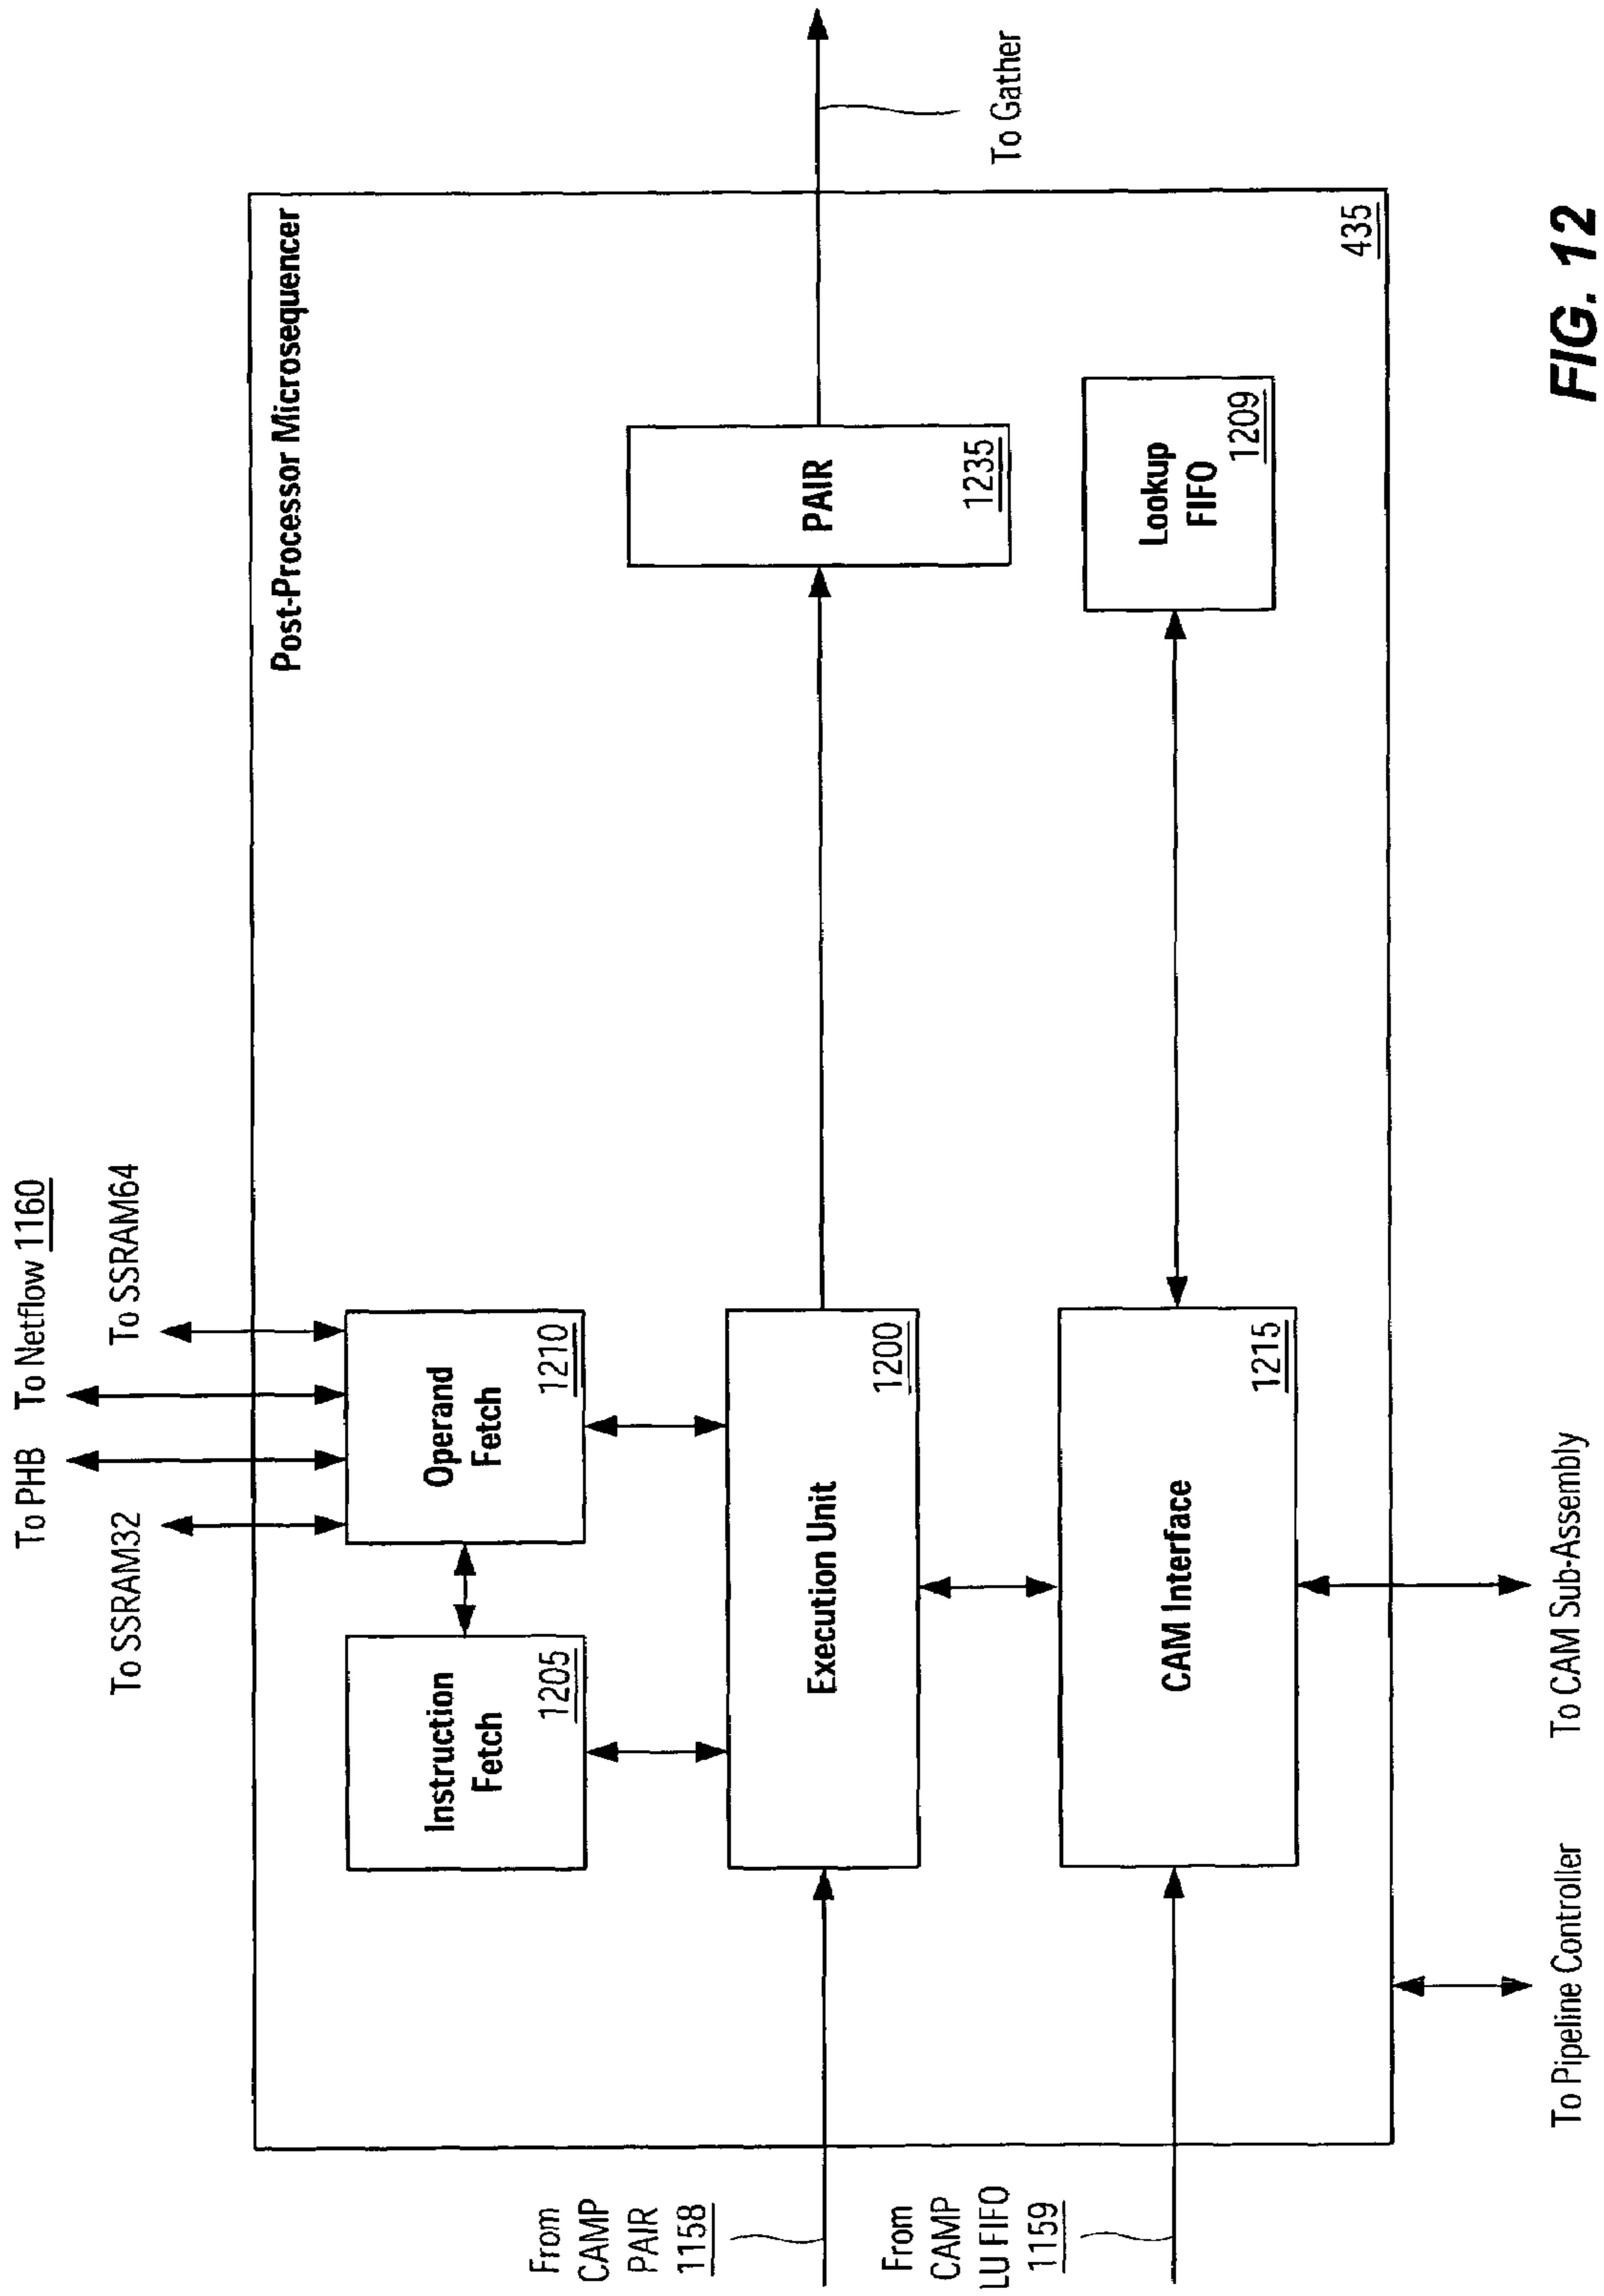 To Netflow 1160
To PHB
To SSRAM32
To SSRAM64
Post-Processor Microsequencer
Instruction
Fetch
1205
Operand
Fetch
1210
From
CAMP
PAIR
1158
Execution Unit
1200
PAIR
1235
To Gather
From
CAMP
LU FIFO
1159
CAM Interface
1215
Lookup
FIFO
1209
435
To Pipeline Controller
To CAM Sub-Assembly
FIG. 12